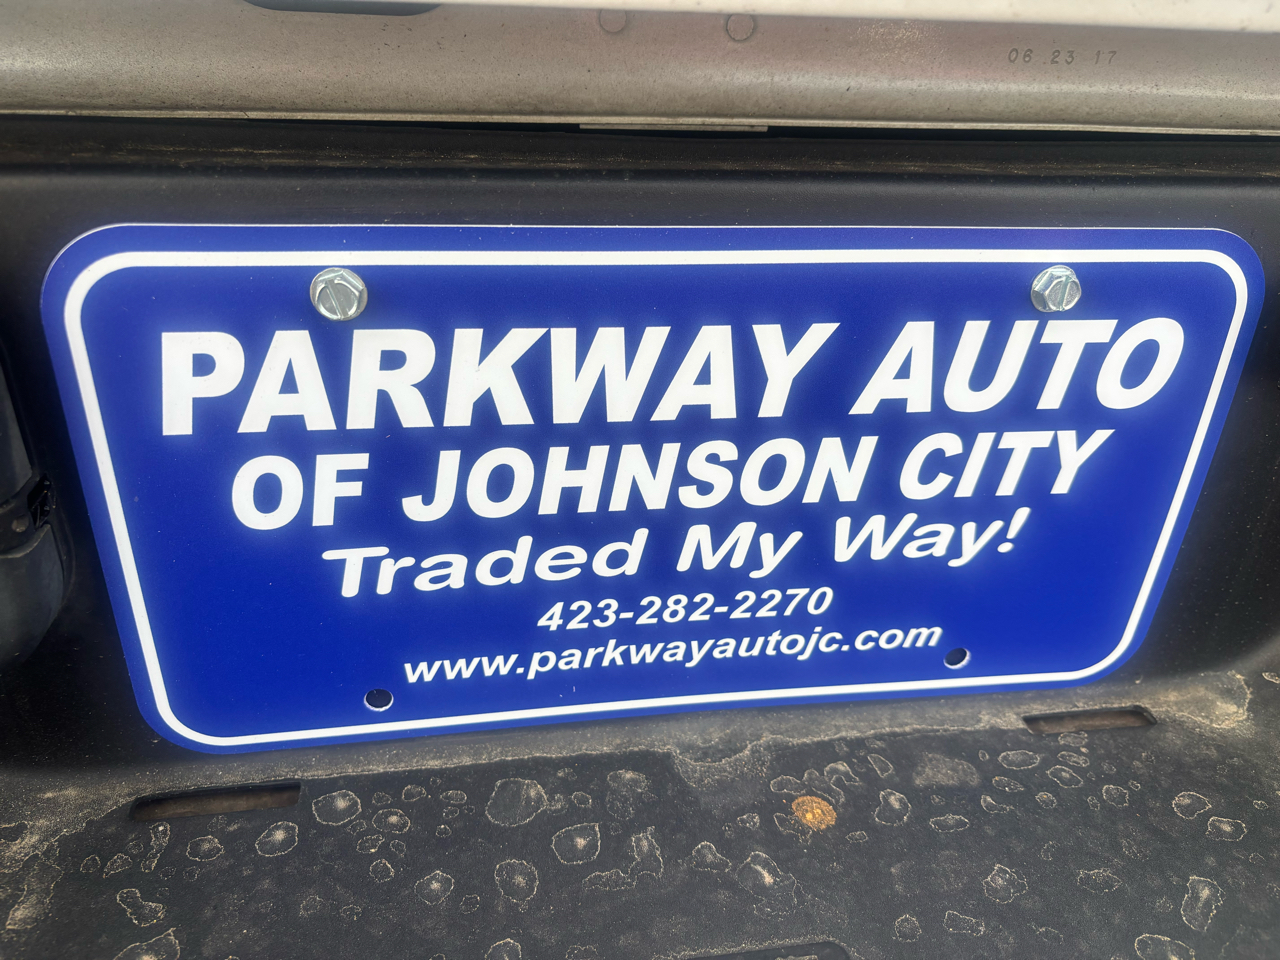 06 23 17
PARKWAY AUTO
OF JOHNSON CITY
Traded My Way!
423-282-2270
www.parkwayautojc.com